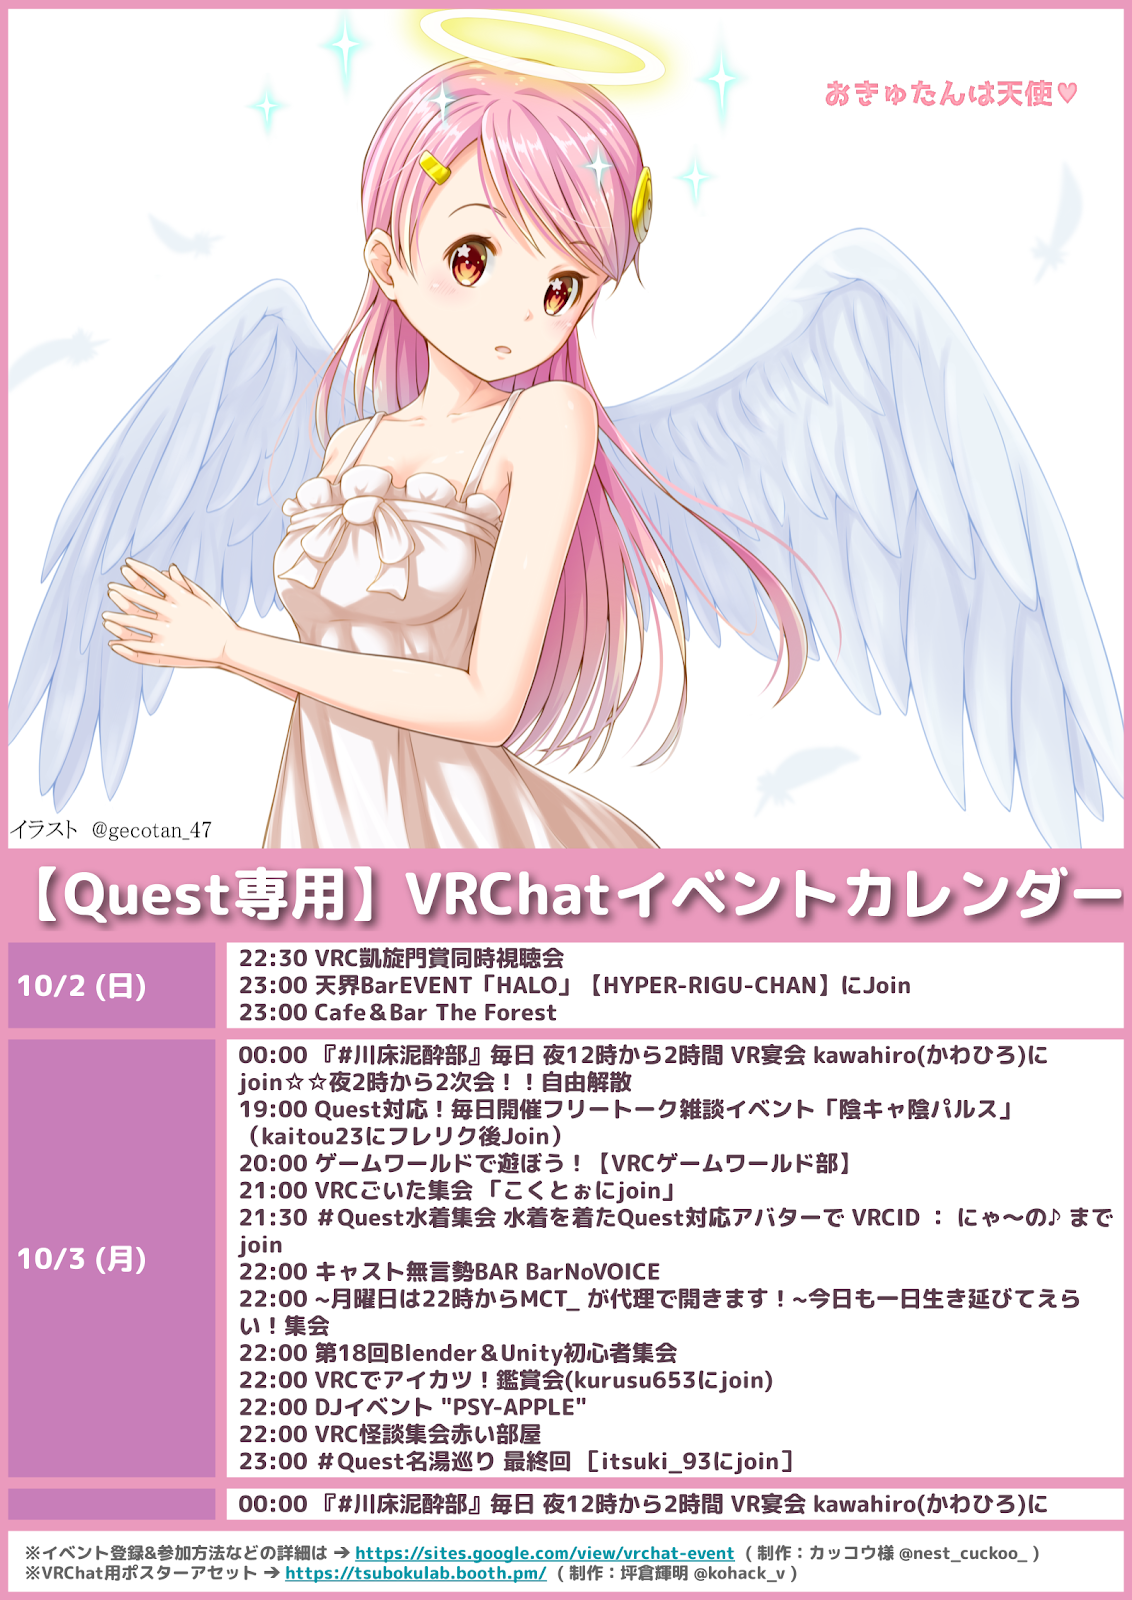 おきゅたんは天使♥
イラスト @gecotan_47
【Quest専用】VRChatイベントカレンダー
10/2 (日)
22:30 VRC凱旋門賞同時視聴会
23:00 天界BarEVENT「HALO」【HYPER-RIGU-CHAN】にJoin
23:00 Cafe＆Bar The Forest
10/3 (月)
00:00 『#川床泥酔部』毎日 夜12時から2時間 VR宴会 kawahiro(かわひろ)に
join☆☆夜2時から2次会！！自由解散
19:00 Quest対応！毎日開催フリートーク雑談イベント「陰キャ陰パルス」
（kaitou23にフレリク後Join）
20:00 ゲームワールドで遊ぼう！【VRCゲームワールド部】
21:00 VRCごいた集会 「こくとぉにjoin」
21:30 ＃Quest水着集会 水着を着たQuest対応アバターで VRCID ： にゃ〜の♪ まで
join
22:00 キャスト無言勢BAR BarNoVOICE
22:00 ~月曜日は22時からMCT_ が代理で開きます！~今日も一日生き延びてえら
い！集会
22:00 第18回Blender＆Unity初心者集会
22:00 VRCでアイカツ！鑑賞会(kurusu653にjoin)
22:00 DJイベント "PSY-APPLE"
22:00 VRC怪談集会赤い部屋
23:00 ＃Quest名湯巡り 最終回 ［itsuki_93にjoin］
00:00 『#川床泥酔部』毎日 夜12時から2時間 VR宴会 kawahiro(かわひろ)に
※イベント登録&参加方法などの詳細は → https://sites.google.com/view/vrchat-event ( 制作：カッコウ様 @nest_cuckoo_ )
※VRChat用ポスターアセット → https://tsubokulab.booth.pm/ ( 制作：坪倉輝明 @kohack_v )